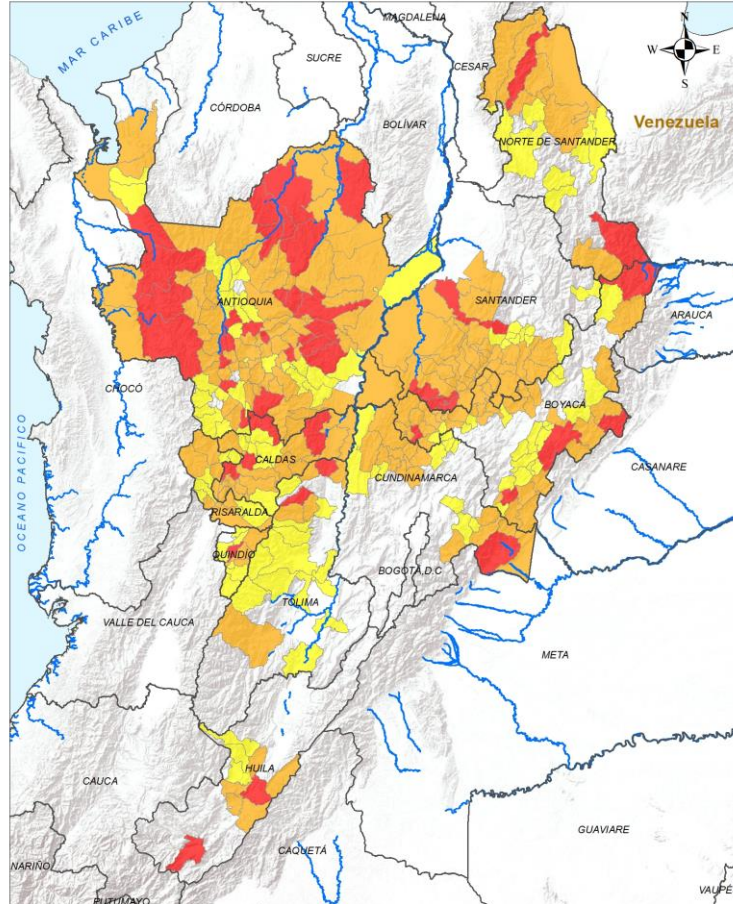 MAGDALENA
MAR CARIBE
SUCRE
CESAR
N
W
E
S
CÓRDOBA
BOLÍVAR
Venezuela
NORTE DE SANTANDER
ANTIOQUIA
SANTANDER
ARAUCA
CHOCÓ
BOYACÁ
OCEANO PACIFICO
CALDAS
CUNDINAMARCA
CASANARE
RISARALDA
QUINDÍO
BOGOTÁ,D.C
TOLIMA
VALLE DEL CAUCA
META
HUILA
CAUCA
GUAVIARE
NARIÑO
CAQUETÁ
PUTUMAYO
VAUPÉ